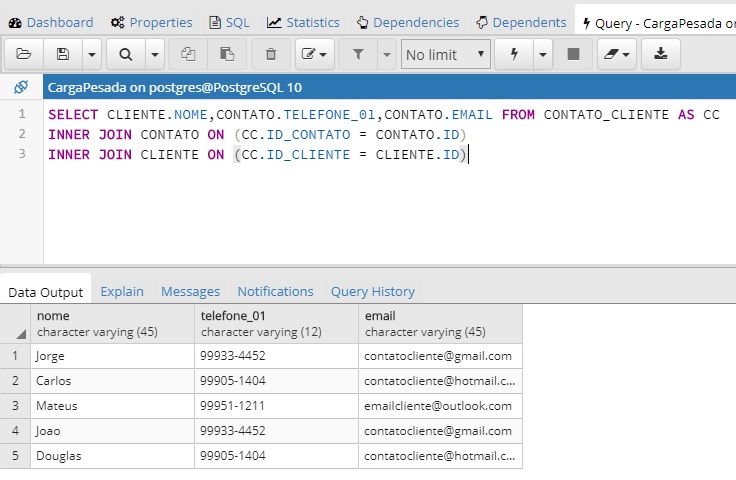 Dashboard Properties SQL Statistics Dependencies Dependents Query - CargaPesada
No limit
CargaPesada on postgres@PostgreSQL 10
1 SELECT CLIENTE.NOME,CONTATO.TELEFONE_01,CONTATO.EMAIL FROM CONTATO_CLIENTE AS CC
2 INNER JOIN CONTATO ON (CC.ID_CONTATO = CONTATO.ID)
3 INNER JOIN CLIENTE ON (CC.ID_CLIENTE = CLIENTE.ID)
Data Output Explain Messages Notifications Query History
nome telefone_01 email
character varying (45) character varying (12) character varying (45)
1 Jorge 99933-4452 contatocliente@gmail.com
2 Carlos 99905-1404 contatocliente@hotmail.c...
3 Mateus 99951-1211 emailcliente@outlook.com
4 Joao 99933-4452 contatocliente@gmail.com
5 Douglas 99905-1404 contatocliente@hotmail.c...